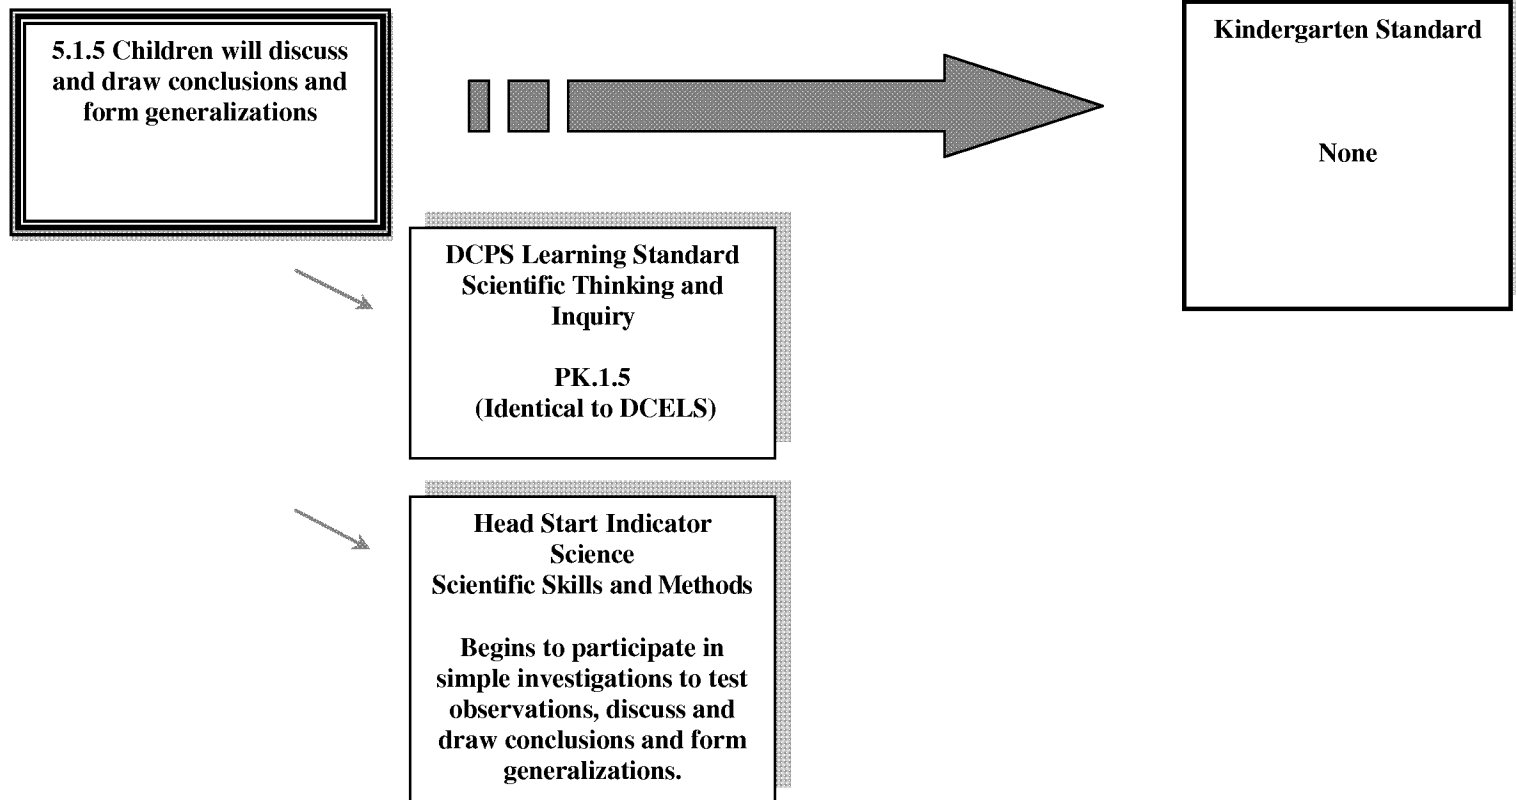 5.1.5 Children will discuss
and draw conclusions and
form generalizations
Kindergarten Standard
None
DCPS Learning Standard
Scientific Thinking and
Inquiry
PK.1.5
(Identical to DCELS)
Head Start Indicator
Science
Scientific Skills and Methods
Begins to participate in
simple investigations to test
observations, discuss and
draw conclusions and form
generalizations.